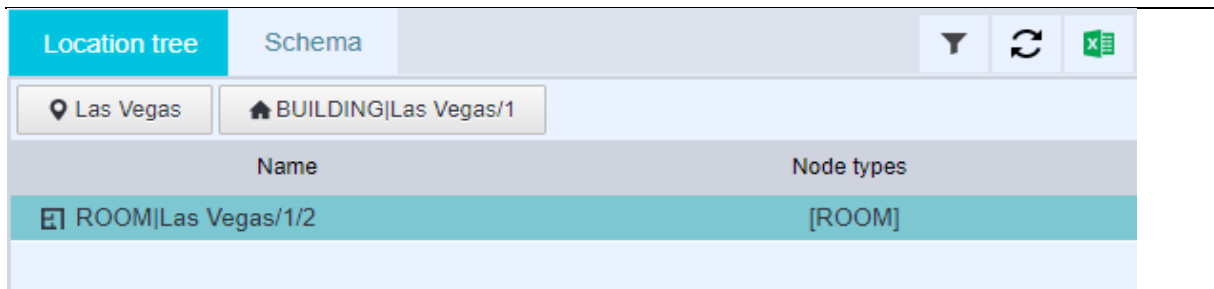 Location tree Schema
Las Vegas BUILDING|Las Vegas/1
Name Node types
ROOM|Las Vegas/1/2 [ROOM]